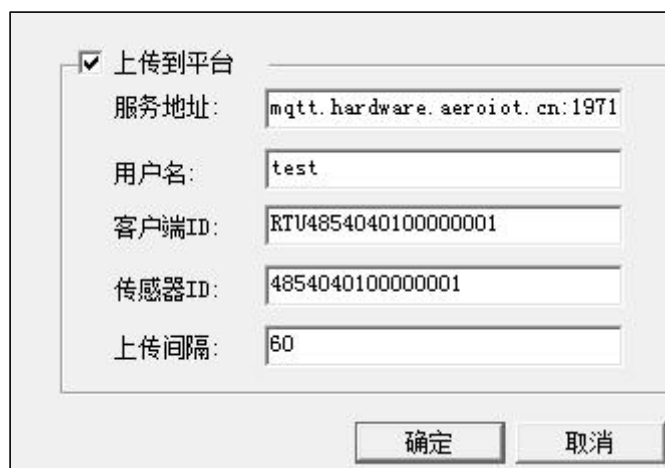 上传到平台
服务地址: mqtt.hardware.aeroiot.cn:1971
用户名: test
客户端ID: RTU4854040100000001
传感器ID: 4854040100000001
上传间隔: 60
确定 取消